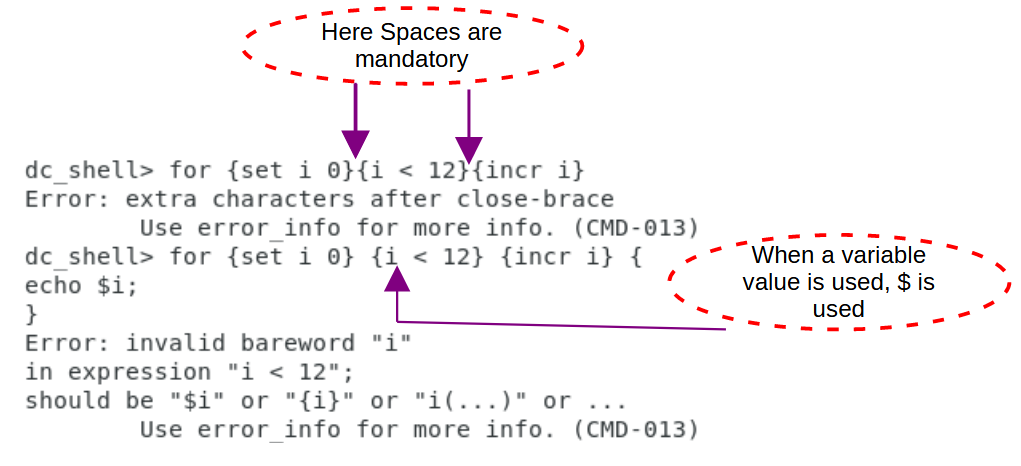 Here Spaces are
mandatory
dc_shell> for {set i 0}{i < 12}{incr i}
Error: extra characters after close-brace
        Use error_info for more info. (CMD-013)
dc_shell> for {set i 0} {i < 12} {incr i} {
echo $i;
}
Error: invalid bareword "i"
in expression "i < 12";
should be "$i" or "{i}" or "i(...)" or ...
        Use error_info for more info. (CMD-013)
When a variable
value is used, $ is
used